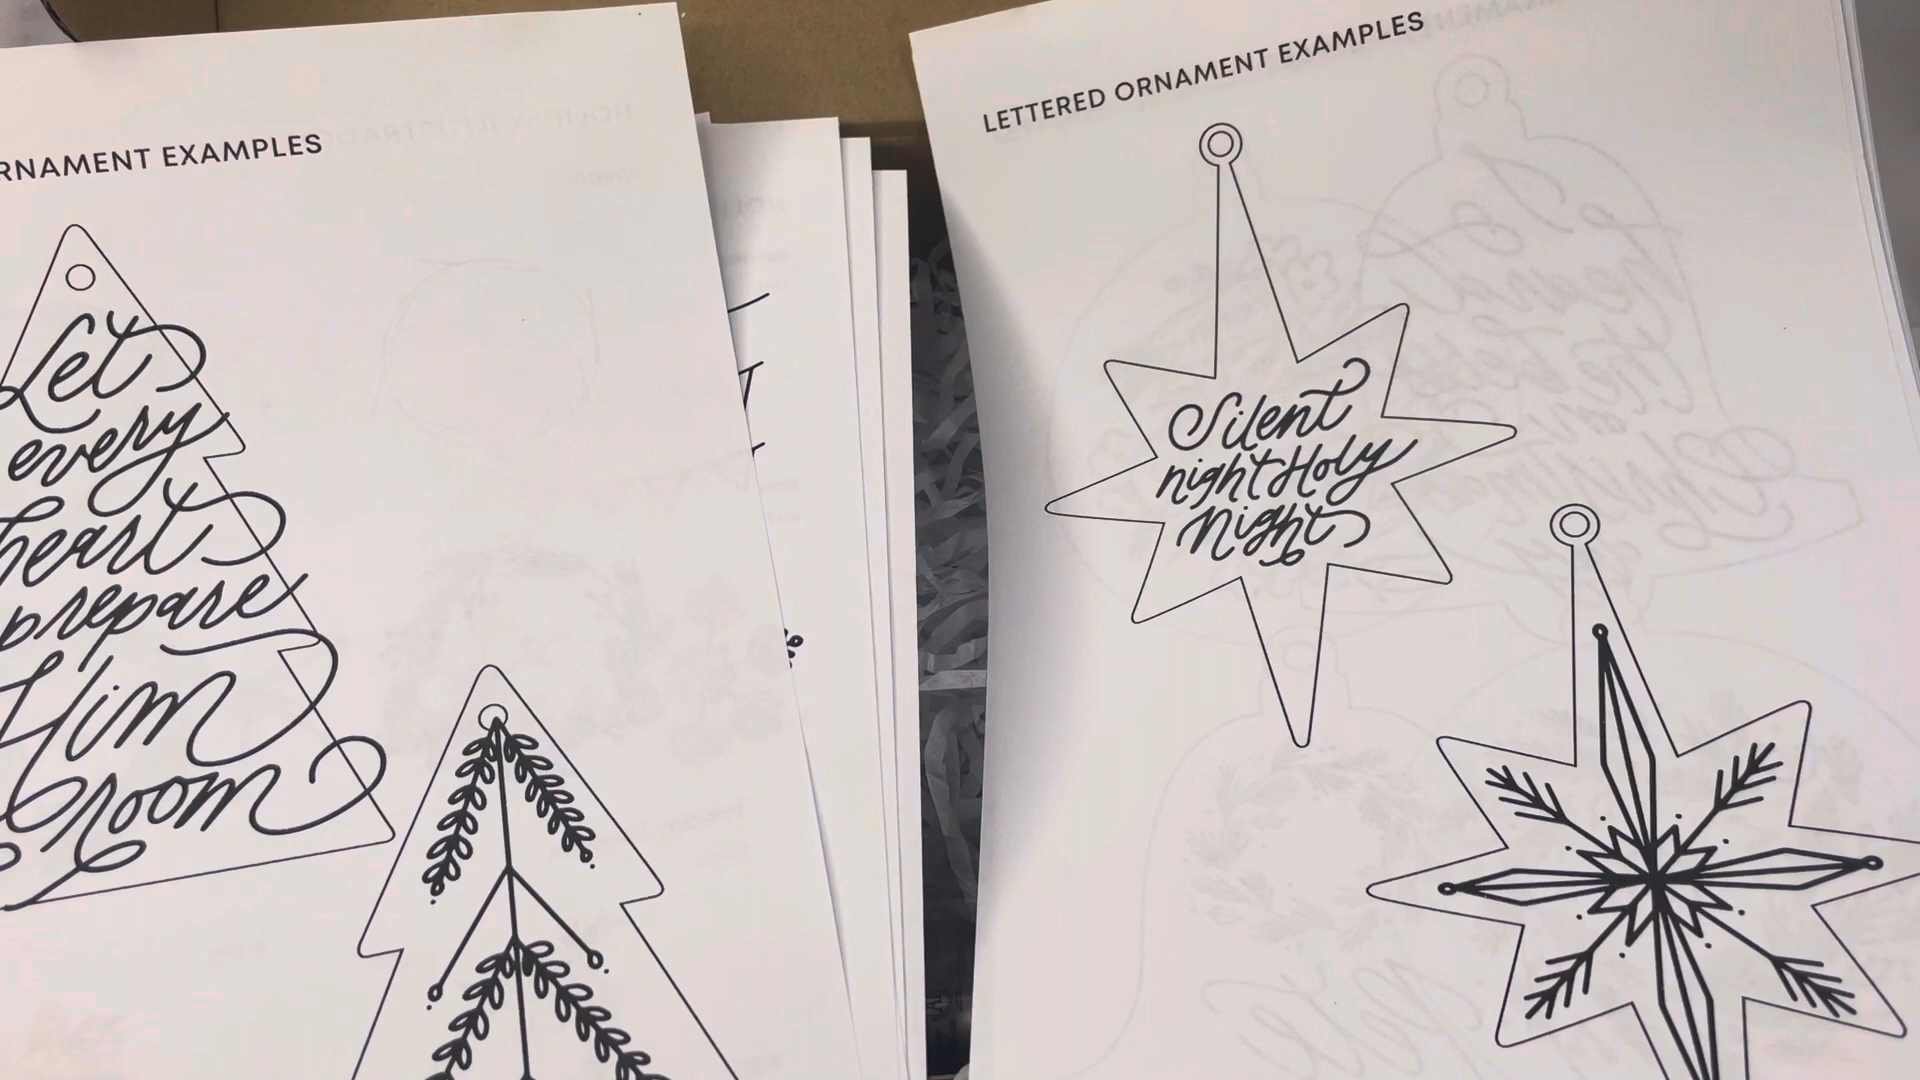 RNAMENT EXAMPLES
Let
every
heart
prepare
Him
room
LETTERED ORNAMENT EXAMPLES
Silent
night Holy
Night